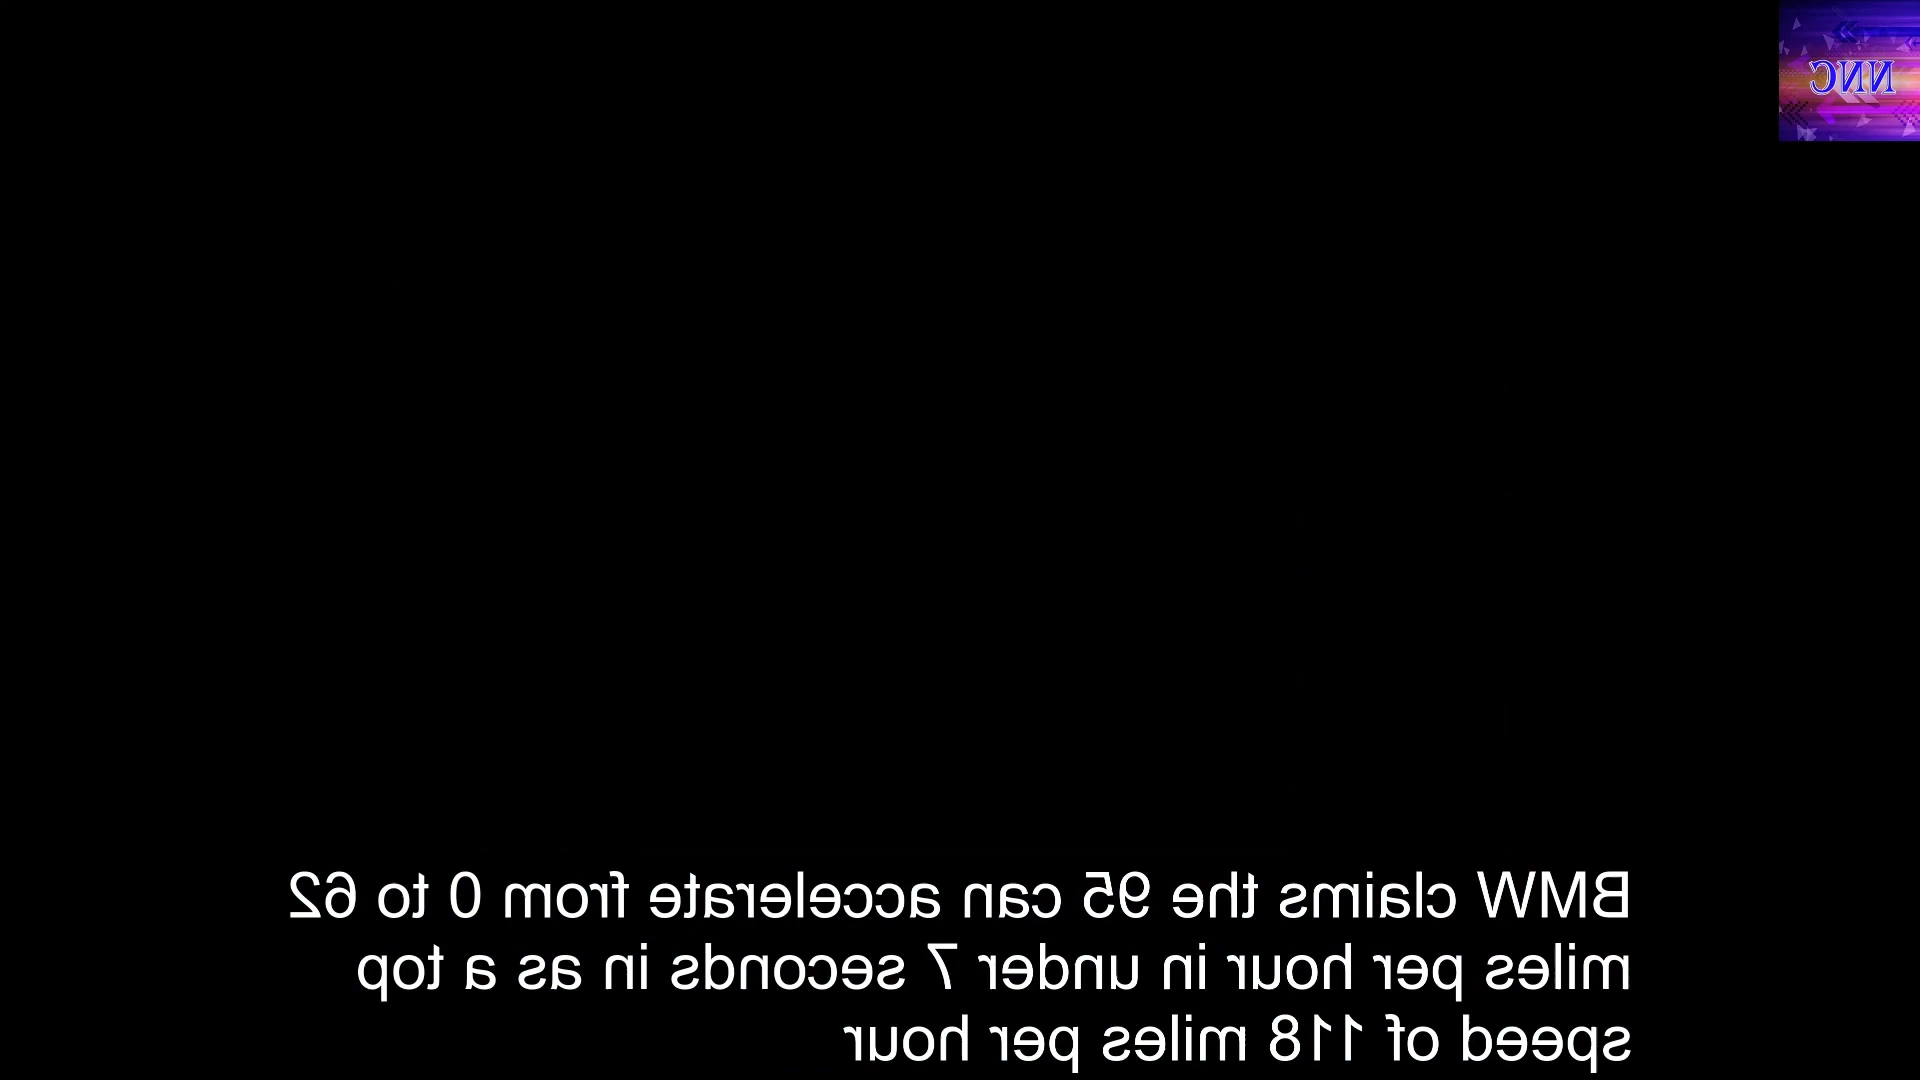 NNC
BMW claims the 95 can accelerate from 0 to 62
miles per hour in under 7 seconds in as a top
speed of 118 miles per hour